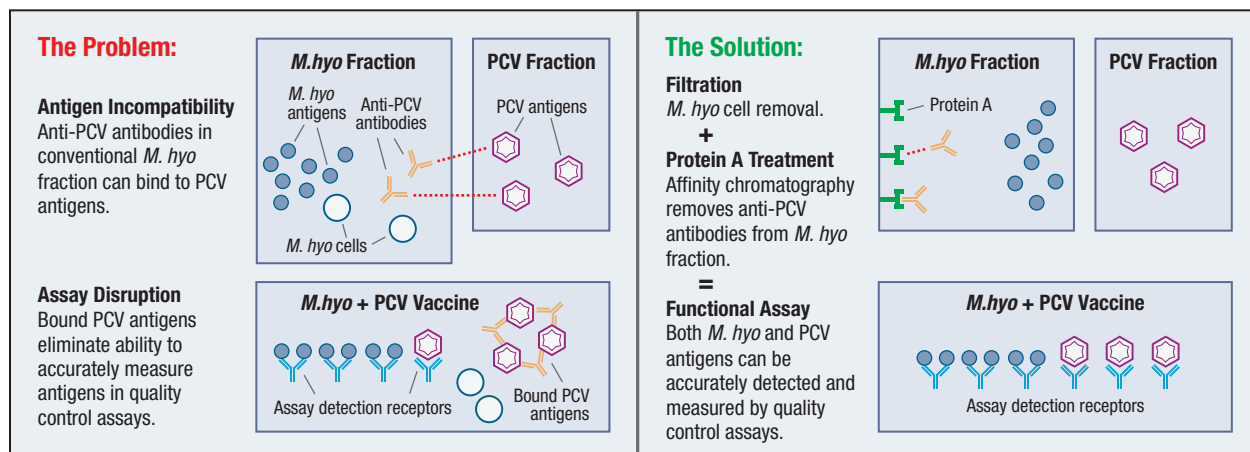 The Problem:
Antigen Incompatibility
Anti-PCV antibodies in
conventional M. hyo
fraction can bind to PCV
antigens.
M.hyo Fraction
M. hyo
antigens
Anti-PCV
antibodies
M. hyo cells
PCV Fraction
PCV antigens
Assay Disruption
Bound PCV antigens
eliminate ability to
accurately measure
antigens in quality
control assays.
M.hyo + PCV Vaccine
Assay detection receptors
Bound PCV
antigens
The Solution:
Filtration
M. hyo cell removal.
+
Protein A Treatment
Affinity chromatography
removes anti-PCV
antibodies from M. hyo
fraction.
=
Functional Assay
Both M. hyo and PCV
antigens can be
accurately detected and
measured by quality
control assays.
M.hyo Fraction
Protein A
PCV Fraction
M.hyo + PCV Vaccine
Assay detection receptors